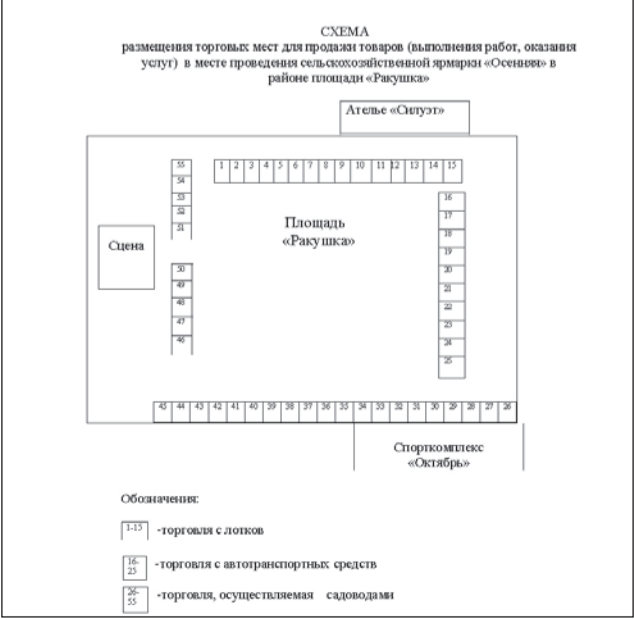 СХЕМА
размещения торговых мест для продажи товаров (выполнения работ, оказания
услуг) в месте проведения сельскохозяйственной ярмарки «Осенняя» в
районе площади «Ракушка»
Ателье «Силуэт»
55 1 2 3 4 5 6 7 8 9 10 11 12 13 14 15
54
53
52
51
16
17
18
19
20
21
22
23
24
25
Площадь
«Ракушка»
Сцена
50
49
48
47
46
45 44 43 42 41 40 39 38 37 36 35 34 33 32 31 30 29 28 27 26
Спорткомплекс
«Октябрь»
Обозначения:
1-15 -торговля с лотков
16-
25
-торговля с автотранспортных средств
26-
55
-торговля, осуществляемая садоводами